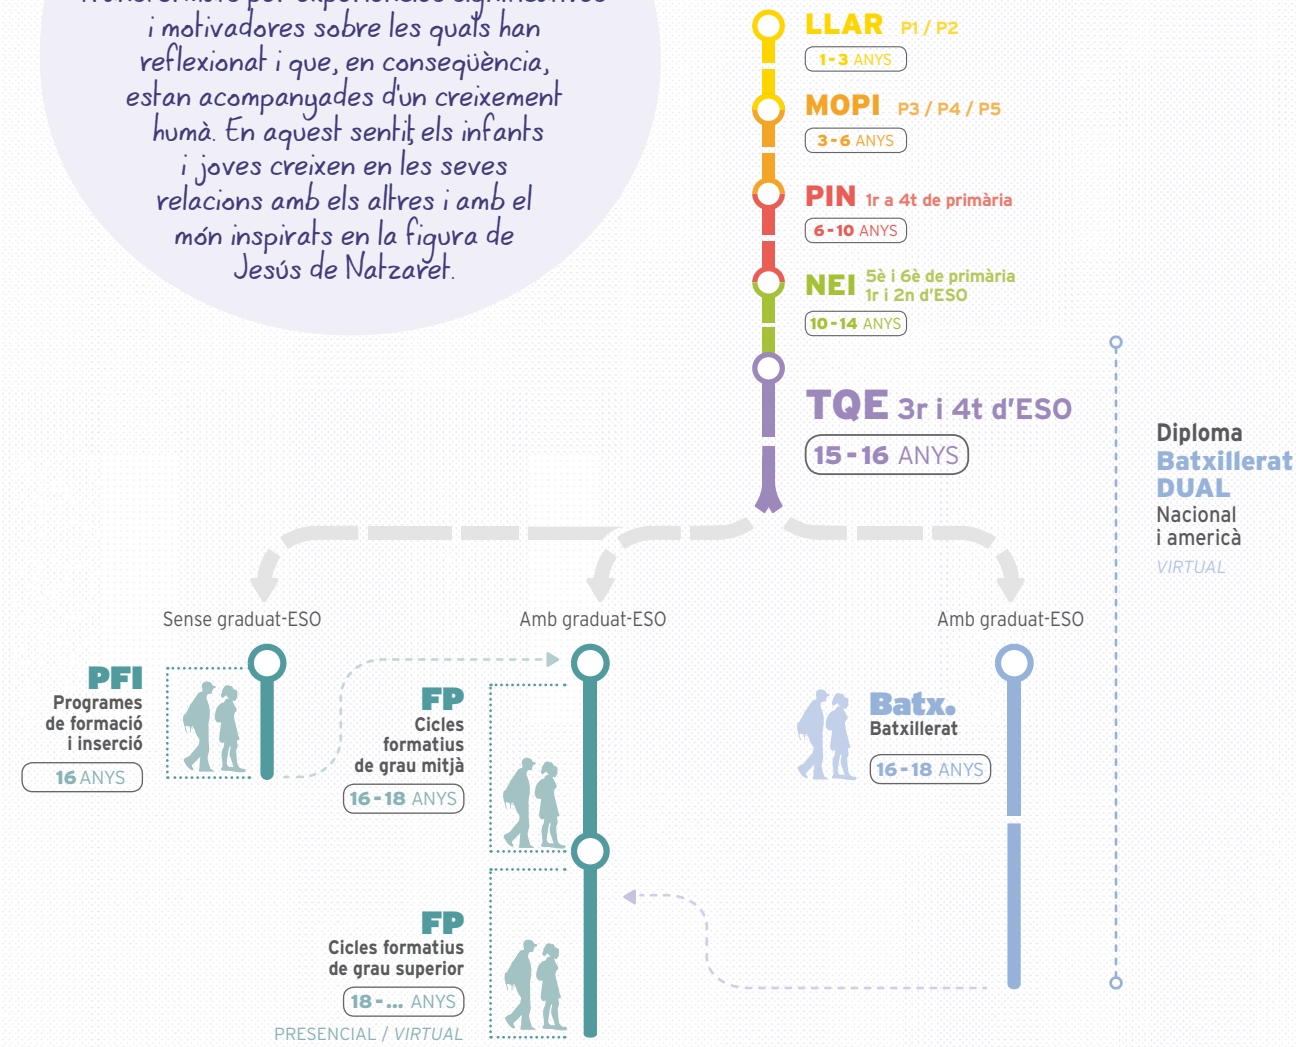 i motivadores sobre les quals han
reflexionat i que, en conseqüència,
estan acompanyades d'un creixement
humà. En aquest sentit, els infants
i joves creixen en les seves
relacions amb els altres i amb el
món inspirats en la figura de
Jesús de Natzaret.
LLAR P1 / P2
1-3 ANYS
MOPI P3 / P4 / P5
3-6 ANYS
PIN 1r a 4t de primària
6-10 ANYS
NEI 5è i 6è de primària
1r i 2n d'ESO
10-14 ANYS
TQE 3r i 4t d'ESO
15-16 ANYS
Diploma
Batxillerat
DUAL
Nacional
i americà
VIRTUAL
Sense graduat-ESO
Amb graduat-ESO
Amb graduat-ESO
PFI
Programes
de formació
i inserció
16 ANYS
FP
Cicles
formatius
de grau mitjà
16-18 ANYS
Batx.
Batxillerat
16-18 ANYS
FP
Cicles formatius
de grau superior
18-... ANYS
PRESENCIAL / VIRTUAL